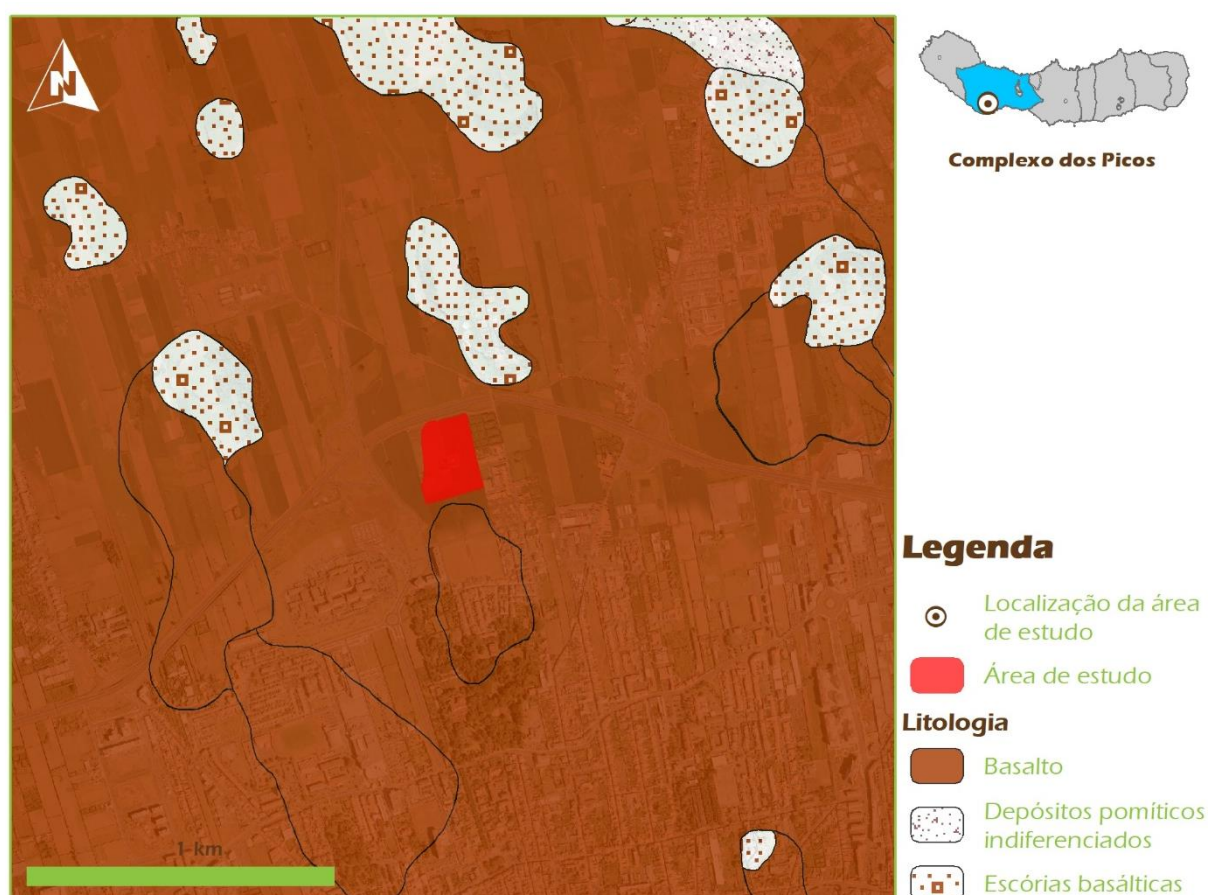 N
Complexo dos Picos
Legenda
Localização da área
de estudo
Área de estudo
Litologia
Basalto
Depósitos pomíticos
indiferenciados
Escórias basálticas
1 km